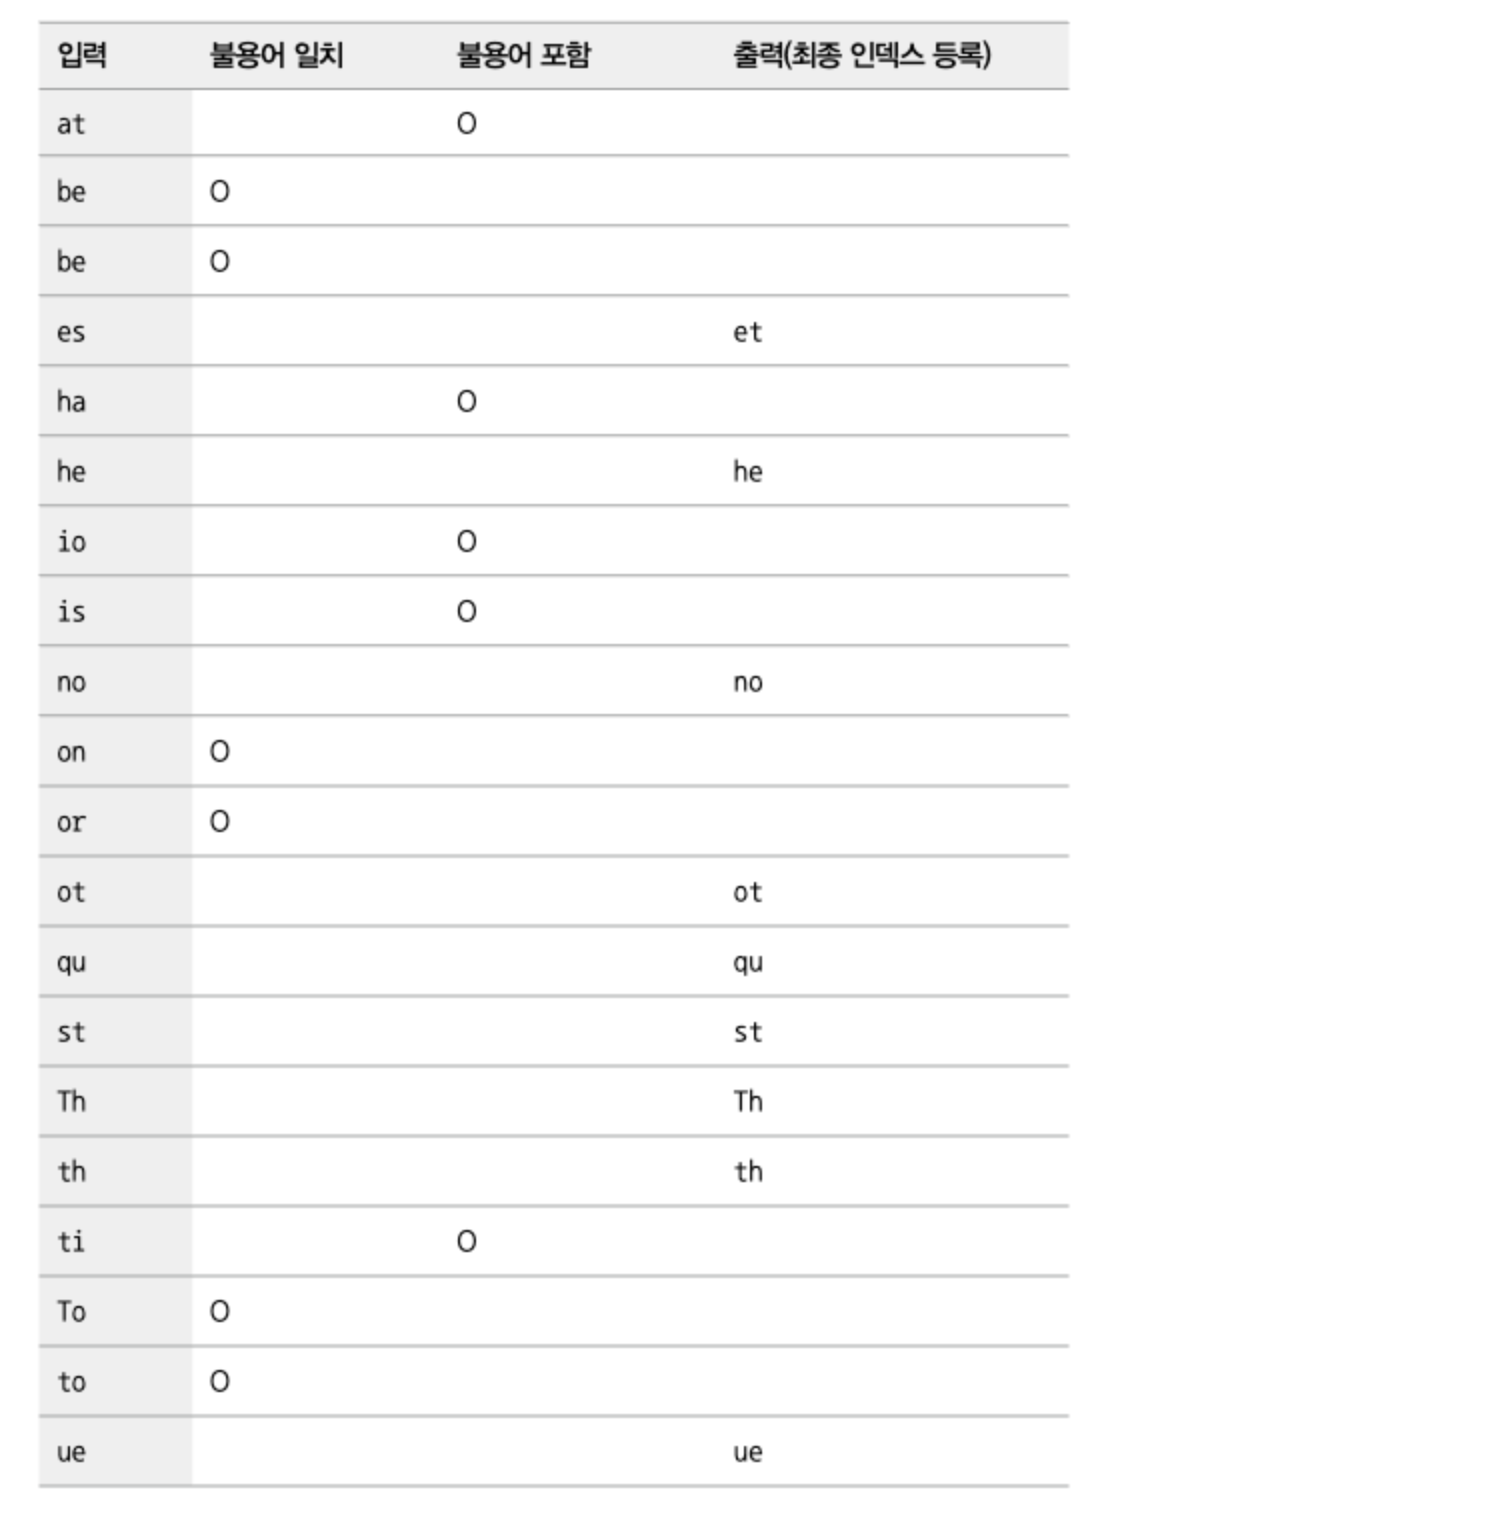 입력 불용어 일치 불용어 포함 출력(최종 인덱스 등록)
at O
be O
be O
es et
ha O
he he
io O
is O
no no
on O
or O
ot ot
qu qu
st st
Th Th
th th
ti O
To O
to O
ue ue